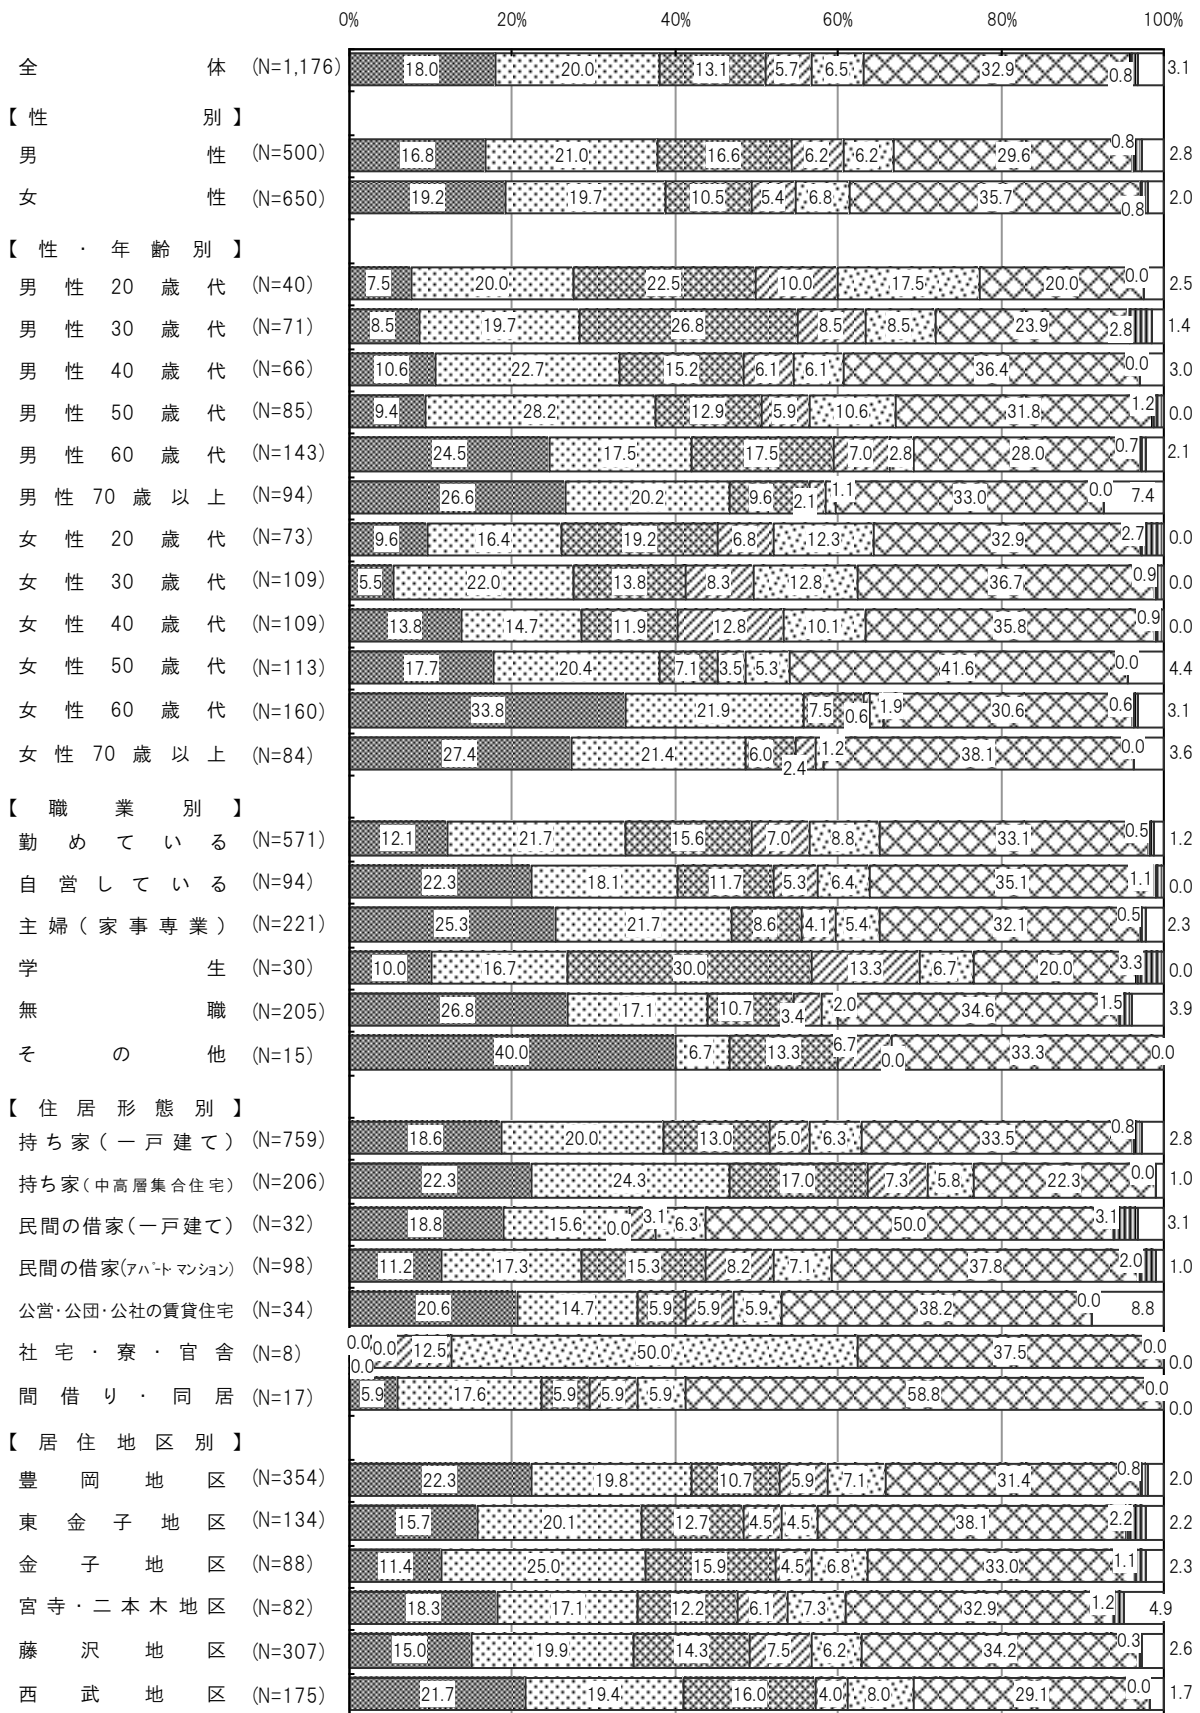 0% 20% 40% 60% 80% 100%
全体 (N=1,176) 18.0 20.0 13.1 5.7 6.5 32.9 0.8 3.1
【性別】
男性 (N=500) 16.8 21.0 16.6 6.2 6.2 29.6 0.8 2.8
女性 (N=650) 19.2 19.7 10.5 5.4 6.8 35.7 0.8 2.0
【性・年齢別】
男性20歳代 (N=40) 7.5 20.0 22.5 10.0 17.5 20.0 0.0 2.5
男性30歳代 (N=71) 8.5 19.7 26.8 8.5 8.5 23.9 2.8 1.4
男性40歳代 (N=66) 10.6 22.7 15.2 6.1 6.1 36.4 0.0 3.0
男性50歳代 (N=85) 9.4 28.2 12.9 5.9 10.6 31.8 1.2 0.0
男性60歳代 (N=143) 24.5 17.5 17.5 7.0 2.8 28.0 0.7 2.1
男性70歳以上 (N=94) 26.6 20.2 9.6 2.1 1.1 33.0 0.0 7.4
女性20歳代 (N=73) 9.6 16.4 19.2 6.8 12.3 32.9 2.7 0.0
女性30歳代 (N=109) 5.5 22.0 13.8 8.3 12.8 36.7 0.9 0.0
女性40歳代 (N=109) 13.8 14.7 11.9 12.8 10.1 35.8 0.9 0.0
女性50歳代 (N=113) 17.7 20.4 7.1 3.5 5.3 41.6 0.0 4.4
女性60歳代 (N=160) 33.8 21.9 7.5 0.6 1.9 30.6 0.6 3.1
女性70歳以上 (N=84) 27.4 21.4 6.0 2.4 1.2 38.1 0.0 3.6
【職業別】
勤めている (N=571) 12.1 21.7 15.6 7.0 8.8 33.1 0.5 1.2
自営している (N=94) 22.3 18.1 11.7 5.3 6.4 35.1 1.1 0.0
主婦(家事専業) (N=221) 25.3 21.7 8.6 4.1 5.4 32.1 0.5 2.3
学生 (N=30) 10.0 16.7 30.0 13.3 6.7 20.0 3.3 0.0
無職 (N=205) 26.8 17.1 10.7 3.4 2.0 34.6 1.5 3.9
その他 (N=15) 40.0 6.7 13.3 6.7 0.0 33.3 0.0
【住居形態別】
持ち家(一戸建て) (N=759) 18.6 20.0 13.0 5.0 6.3 33.5 0.8 2.8
持ち家(中高層集合住宅) (N=206) 22.3 24.3 17.0 7.3 5.8 22.3 0.0 1.0
民間の借家(一戸建て) (N=32) 18.8 15.6 0.0 3.1 6.3 50.0 3.1 3.1
民間の借家(アパートマンション) (N=98) 11.2 17.3 15.3 8.2 7.1 37.8 2.0 1.0
公営・公団・公社の賃貸住宅 (N=34) 20.6 14.7 5.9 5.9 5.9 38.2 0.0 8.8
社宅・寮・官舎 (N=8) 0.0 0.0 0.0 12.5 50.0 37.5 0.0 0.0
間借り・同居 (N=17) 5.9 17.6 5.9 5.9 5.9 58.8 0.0 0.0
【居住地区別】
豊岡地区 (N=354) 22.3 19.8 10.7 5.9 7.1 31.4 0.8 2.0
東金子地区 (N=134) 15.7 20.1 12.7 4.5 4.5 38.1 2.2 2.2
金子地区 (N=88) 11.4 25.0 15.9 4.5 6.8 33.0 1.1 2.3
宮寺・二本木地区 (N=82) 18.3 17.1 12.2 6.1 7.3 32.9 1.2 4.9
藤沢地区 (N=307) 15.0 19.9 14.3 7.5 6.2 34.2 0.3 2.6
西武地区 (N=175) 21.7 19.4 16.0 4.0 8.0 29.1 0.0 1.7